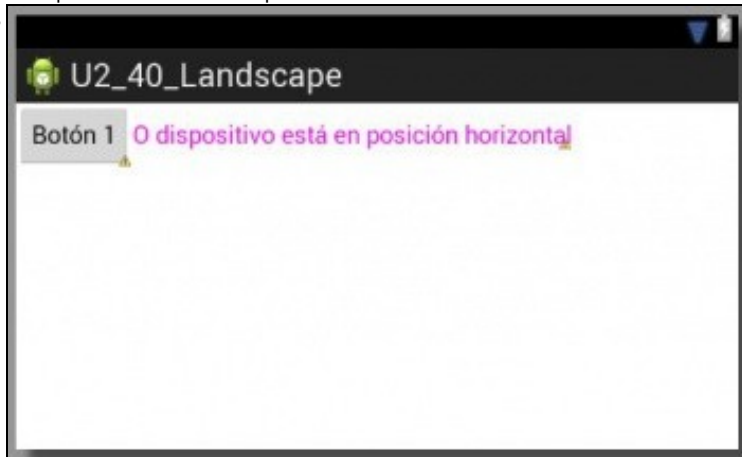 U2_40_Landscape
Botón 1 O dispositivo está en posición horizontal